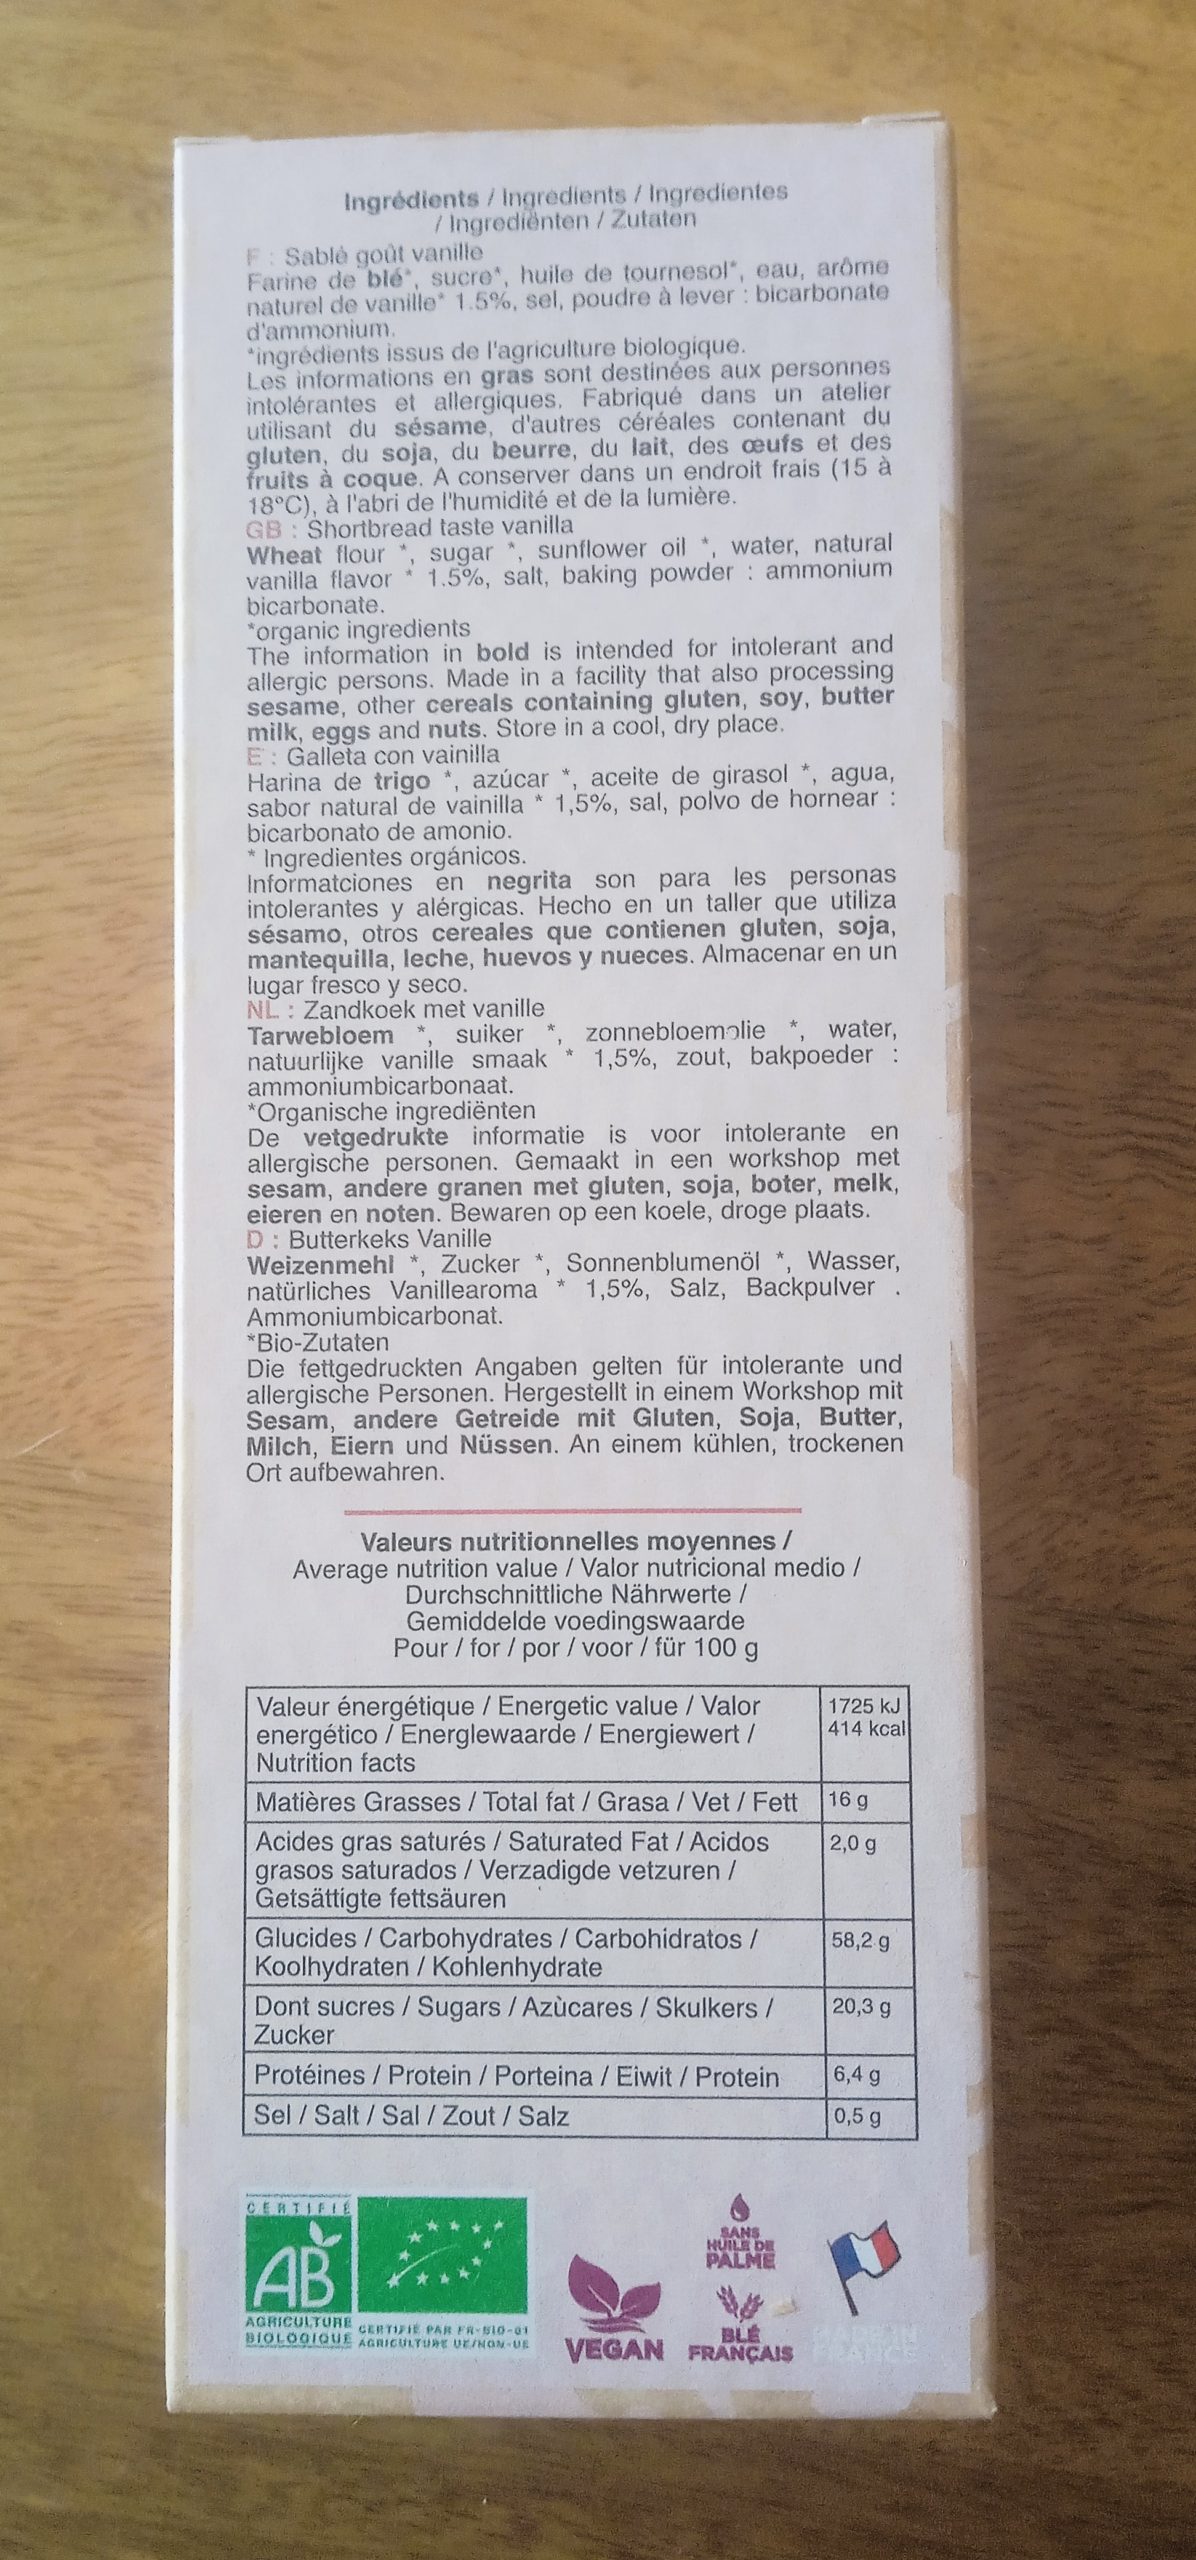 Ingrédients / Ingredients / Ingredíentes
/ Ingrediënten / Zutaten
F : Sablé goût vanille
Farine de blé*, sucre*, huile de tournesol*, eau, arôme
naturel de vanille* 1.5%, sel, poudre à lever : bicarbonate
d'ammonium.
*ingrédients issus de l'agriculture biologique.
Les informations en gras sont destinées aux personnes
intolérantes et allergiques. Fabriqué dans un atelier
utilisant du sésame, d'autres céréales contenant du
gluten, du soja, du beurre, du lait, des œufs et des
fruits à coque. A conserver dans un endroit frais (15 à
18°C), à l'abri de l'humidité et de la lumière.
GB : Shortbread taste vanilla
Wheat flour *, sugar *, sunflower oil *, water, natural
vanilla flavor * 1.5%, salt, baking powder : ammonium
bicarbonate.
*organic ingredients
The information in bold is intended for intolerant and
allergic persons. Made in a facility that also processing
sesame, other cereals containing gluten, soy, butter
milk, eggs and nuts. Store in a cool, dry place.
E : Galleta con vainilla
Harina de trigo *, azúcar *, aceite de girasol *, agua,
sabor natural de vainilla * 1,5%, sal, polvo de hornear :
bicarbonato de amonio.
* Ingredientes orgánicos.
Informatciones en negrita son para les personas
intolerantes y alérgicas. Hecho en un taller que utiliza
sésamo, otros cereales que contienen gluten, soja,
mantequilla, leche, huevos y nueces. Almacenar en un
lugar fresco y seco.
NL : Zandkoek met vanille
Tarwebloem *, suiker *, zonnebloemolie *, water,
natuurlijke vanille smaak * 1,5%, zout, bakpoeder :
ammoniumbicarbonaat.
*Organische ingrediënten
De vetgedrukte informatie is voor intolerante en
allergische personen. Gemaakt in een workshop met
sesam, andere granen met gluten, soja, boter, melk,
eieren en noten. Bewaren op een koele, droge plaats.
D : Butterkeks Vanille
Weizenmehl *, Zucker *, Sonnenblumenöl *, Wasser,
natürliches Vanillearoma * 1,5%, Salz, Backpulver .
Ammoniumbicarbonat.
*Bio-Zutaten
Die fettgedruckten Angaben gelten für intolerante und
allergische Personen. Hergestellt in einem Workshop mit
Sesam, andere Getreide mit Gluten, Soja, Butter,
Milch, Eiern und Nüssen. An einem kühlen, trockenen
Ort aufbewahren.
Valeurs nutritionnelles moyennes /
Average nutrition value / Valor nutricional medio /
Durchschnittliche Nährwerte /
Gemiddelde voedingswaarde
Pour / for / por / voor / für 100 g
Valeur énergétique / Energetic value / Valor 1725 kJ
energético / Energlewaarde / Energiewert / 414 kcal
Nutrition facts
Matières Grasses / Total fat / Grasa / Vet / Fett 16 g
Acides gras saturés / Saturated Fat / Acidos 2,0 g
grasos saturados / Verzadigde vetzuren /
Getsättigte fettsäuren
Glucides / Carbohydrates / Carbohidratos / 58,2 g
Koolhydraten / Kohlenhydrate
Dont sucres / Sugars / Azùcares / Skulkers / 20,3 g
Zucker
Protéines / Protein / Porteina / Eiwit / Protein 6,4 g
Sel / Salt / Sal / Zout / Salz 0,5 g
CERTIFIÉ
AB
AGRICULTURE
BIOLOGIQUE
CERTIFIÉ PAR FR-BIO-01
AGRICULTURE UE/NON-UE
VEGAN
SANS
HUILE DE
PALME
BLÉ
FRANÇAIS
FRANCE